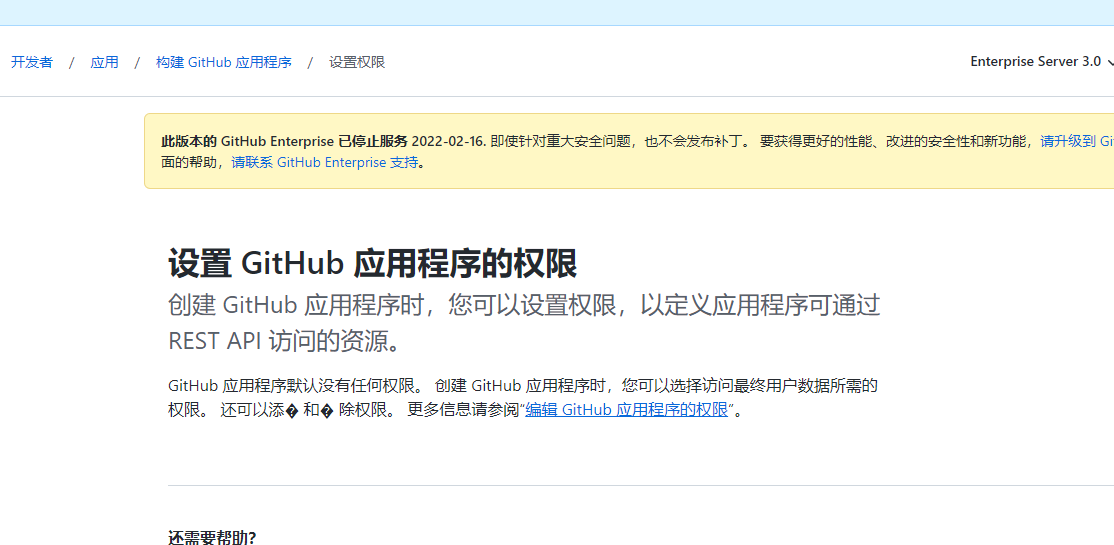 开发者 / 应用 / 构建 GitHub 应用程序 / 设置权限
Enterprise Server 3.0
此版本的 GitHub Enterprise 已停止服务 2022-02-16. 即使针对重大安全问题，也不会发布补丁。 要获得更好的性能、改进的安全性和新功能，请升级到 Git
面的帮助，请联系 GitHub Enterprise 支持。
设置 GitHub 应用程序的权限
创建 GitHub 应用程序时，您可以设置权限，以定义应用程序可通过
REST API 访问的资源。
GitHub 应用程序默认没有任何权限。 创建 GitHub 应用程序时，您可以选择访问最终用户数据所需的
权限。 还可以添� 和� 除权限。 更多信息请参阅“编辑 GitHub 应用程序的权限”。
还需要帮助?